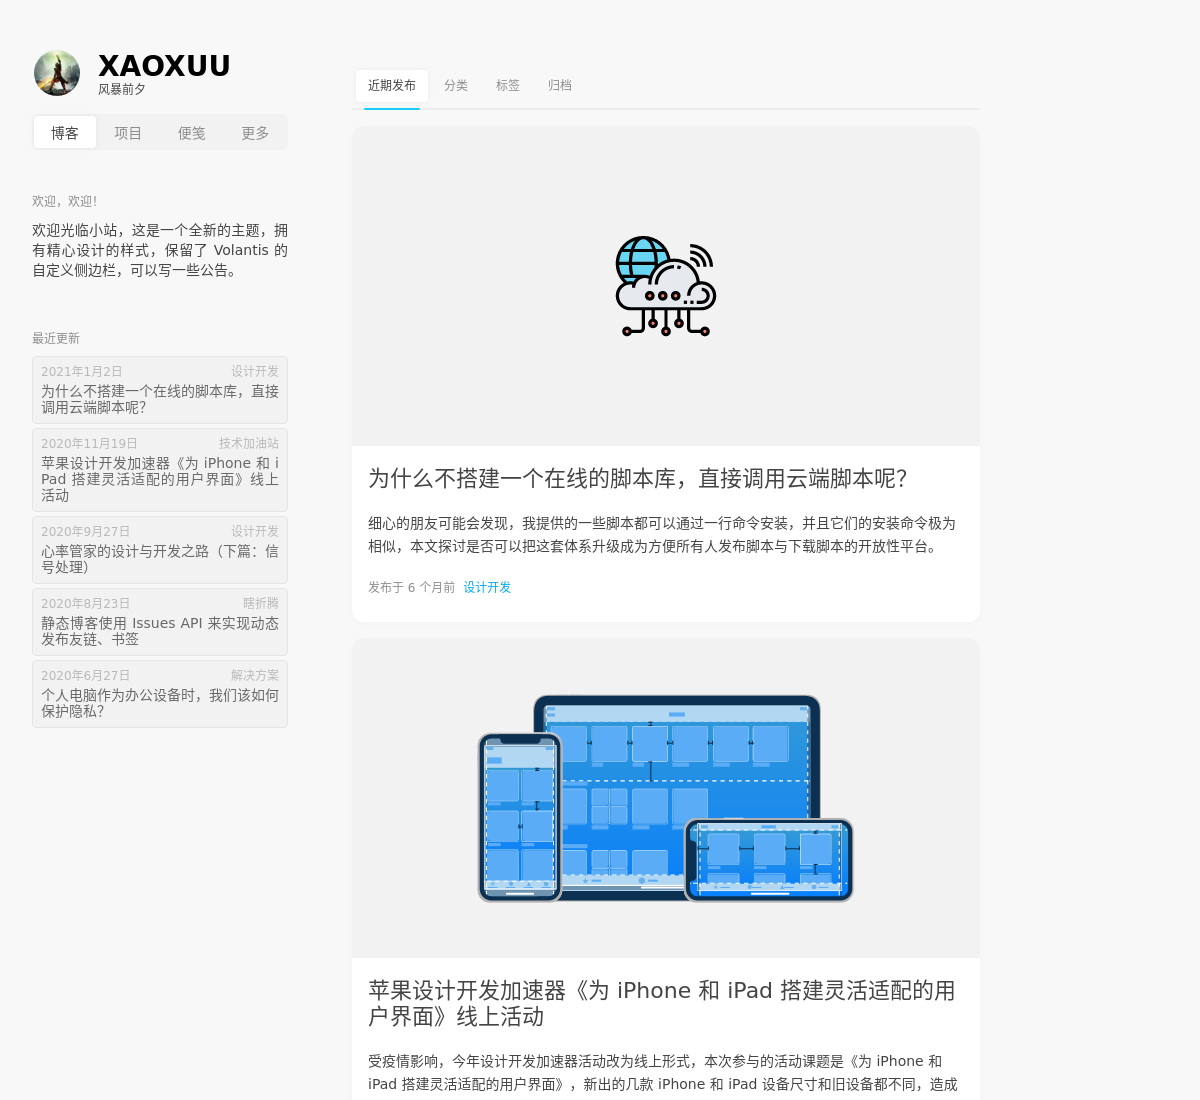 XAOXUU
风暴前夕
博客 项目 便笺 更多
欢迎，欢迎！
欢迎光临小站，这是一个全新的主题，拥
有精心设计的样式，保留了 Volantis 的
自定义侧边栏，可以写一些公告。
最近更新
2021年1月2日 设计开发
为什么不搭建一个在线的脚本库，直接
调用云端脚本呢？
2020年11月19日 技术加油站
苹果设计开发加速器《为 iPhone 和 i
Pad 搭建灵活适配的用户界面》线上
活动
2020年9月27日 设计开发
心率管家的设计与开发之路（下篇：信
号处理）
2020年8月23日 瞎折腾
静态博客使用 Issues API 来实现动态
发布友链、书签
2020年6月27日 解决方案
个人电脑作为办公设备时，我们该如何
保护隐私？
近期发布 分类 标签 归档
为什么不搭建一个在线的脚本库，直接调用云端脚本呢？
细心的朋友可能会发现，我提供的一些脚本都可以通过一行命令安装，并且它们的安装命令极为
相似，本文探讨是否可以把这套体系升级成为方便所有人发布脚本与下载脚本的开放性平台。
发布于 6 个月前 设计开发
苹果设计开发加速器《为 iPhone 和 iPad 搭建灵活适配的用
户界面》线上活动
受疫情影响，今年设计开发加速器活动改为线上形式，本次参与的活动课题是《为 iPhone 和
iPad 搭建灵活适配的用户界面》，新出的几款 iPhone 和 iPad 设备尺寸和旧设备都不同，造成